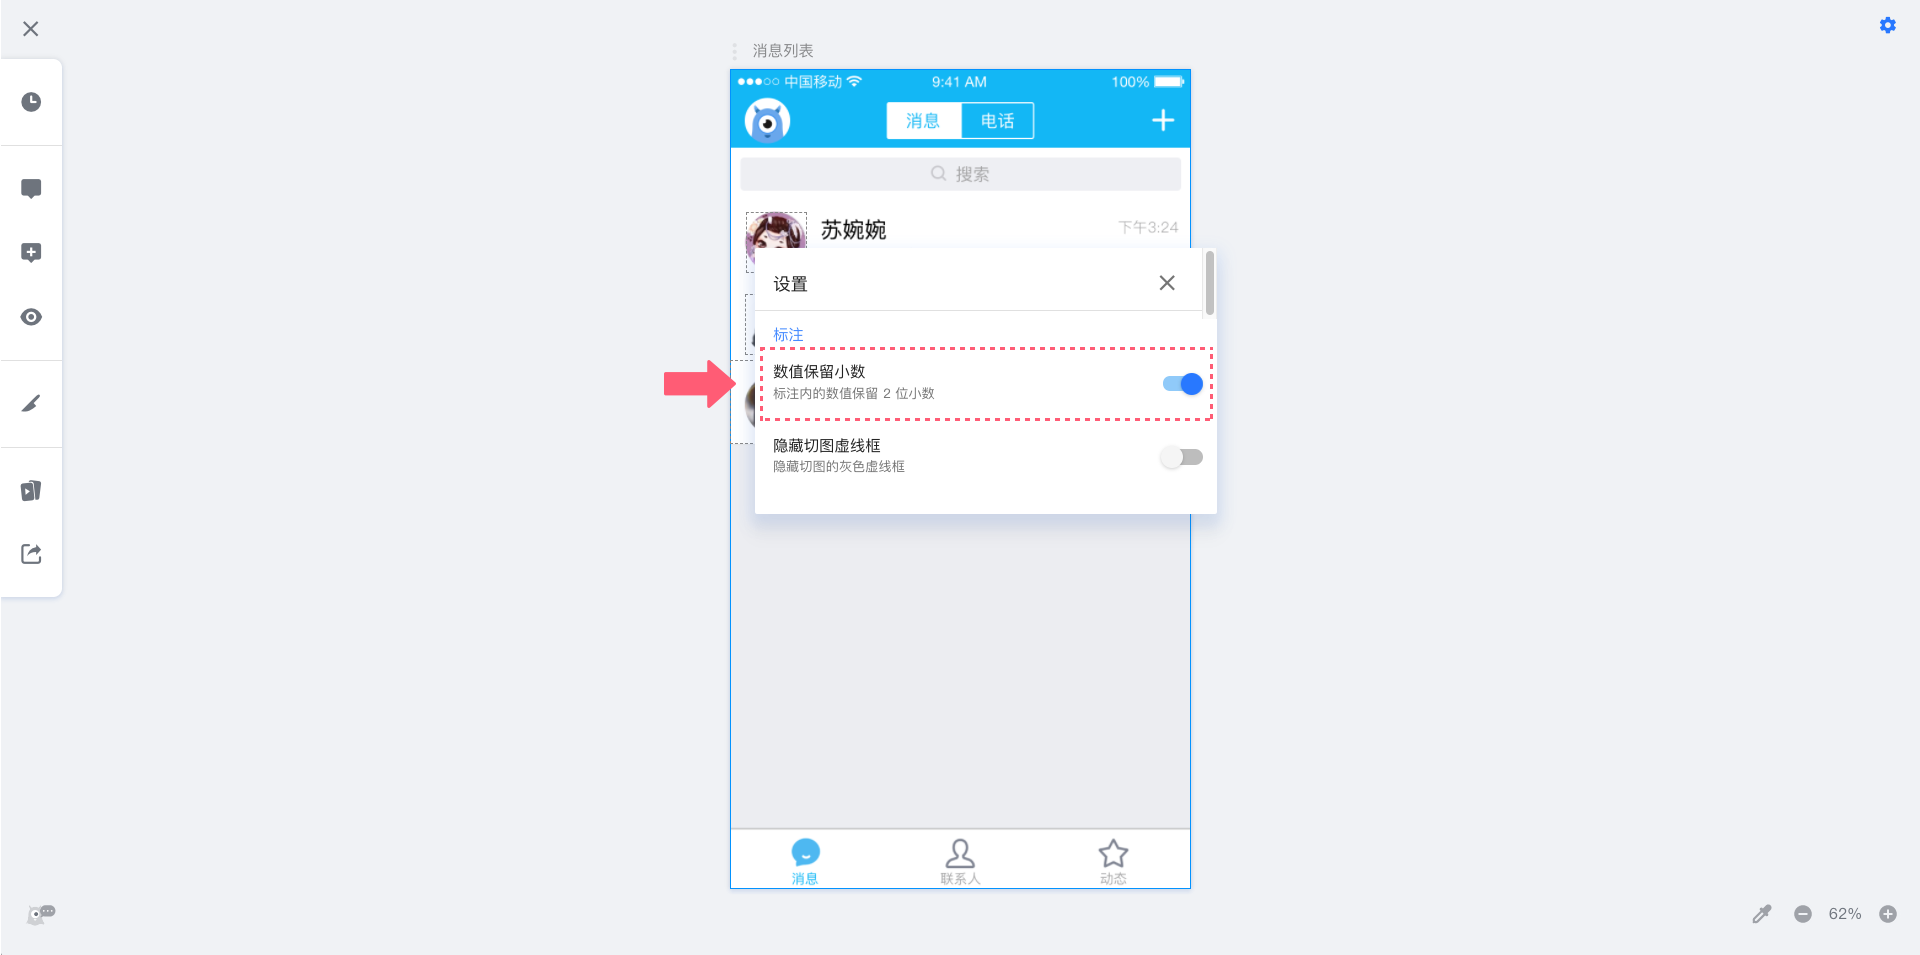 消息列表
中国移动
9:41 AM
100%
消息
电话
搜索
苏婉婉
下午3:24
设置
标注
数值保留小数
标注内的数值保留 2 位小数
隐藏切图虚线框
隐藏切图的灰色虚线框
消息
联系人
动态
62%